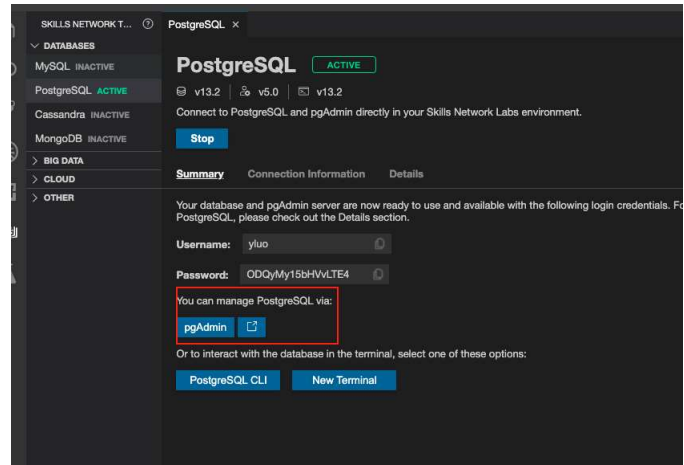 SKILLS NETWORK T...
PostgreSQL ×
DATABASES
MySQL INACTIVE
PostgreSQL ACTIVE
Cassandra INACTIVE
MongoDB INACTIVE
BIG DATA
CLOUD
OTHER
PostgreSQL ACTIVE
v13.2 v5.0 v13.2
Connect to PostgreSQL and pgAdmin directly in your Skills Network Labs environment.
Stop
Summary Connection Information Details
Your database and pgAdmin server are now ready to use and available with the following login credentials.
PostgreSQL, please check out the Details section.
Username: yluo
Password: ODQyMy15bHVvLTE4
You can manage PostgreSQL via:
pgAdmin
Or to interact with the database in the terminal, select one of these options:
PostgreSQL CLI New Terminal